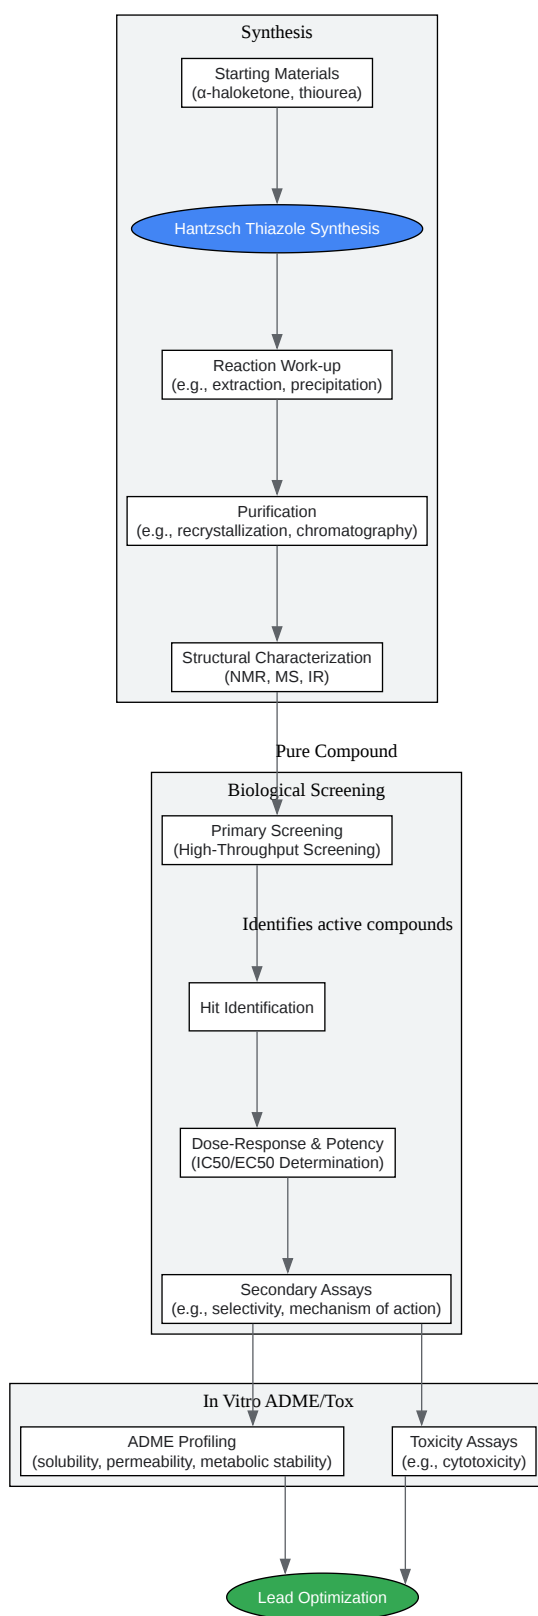 Synthesis
Starting Materials
(α-haloketone, thiourea)
Hantzsch Thiazole Synthesis
Reaction Work-up
(e.g., extraction, precipitation)
Purification
(e.g., recrystallization, chromatography)
Structural Characterization
(NMR, MS, IR)
Pure Compound
Biological Screening
Primary Screening
(High-Throughput Screening)
Identifies active compounds
Hit Identification
Dose-Response & Potency
(IC50/EC50 Determination)
Secondary Assays
(e.g., selectivity, mechanism of action)
In Vitro ADME/Tox
ADME Profiling
(solubility, permeability, metabolic stability)
Toxicity Assays
(e.g., cytotoxicity)
Lead Optimization